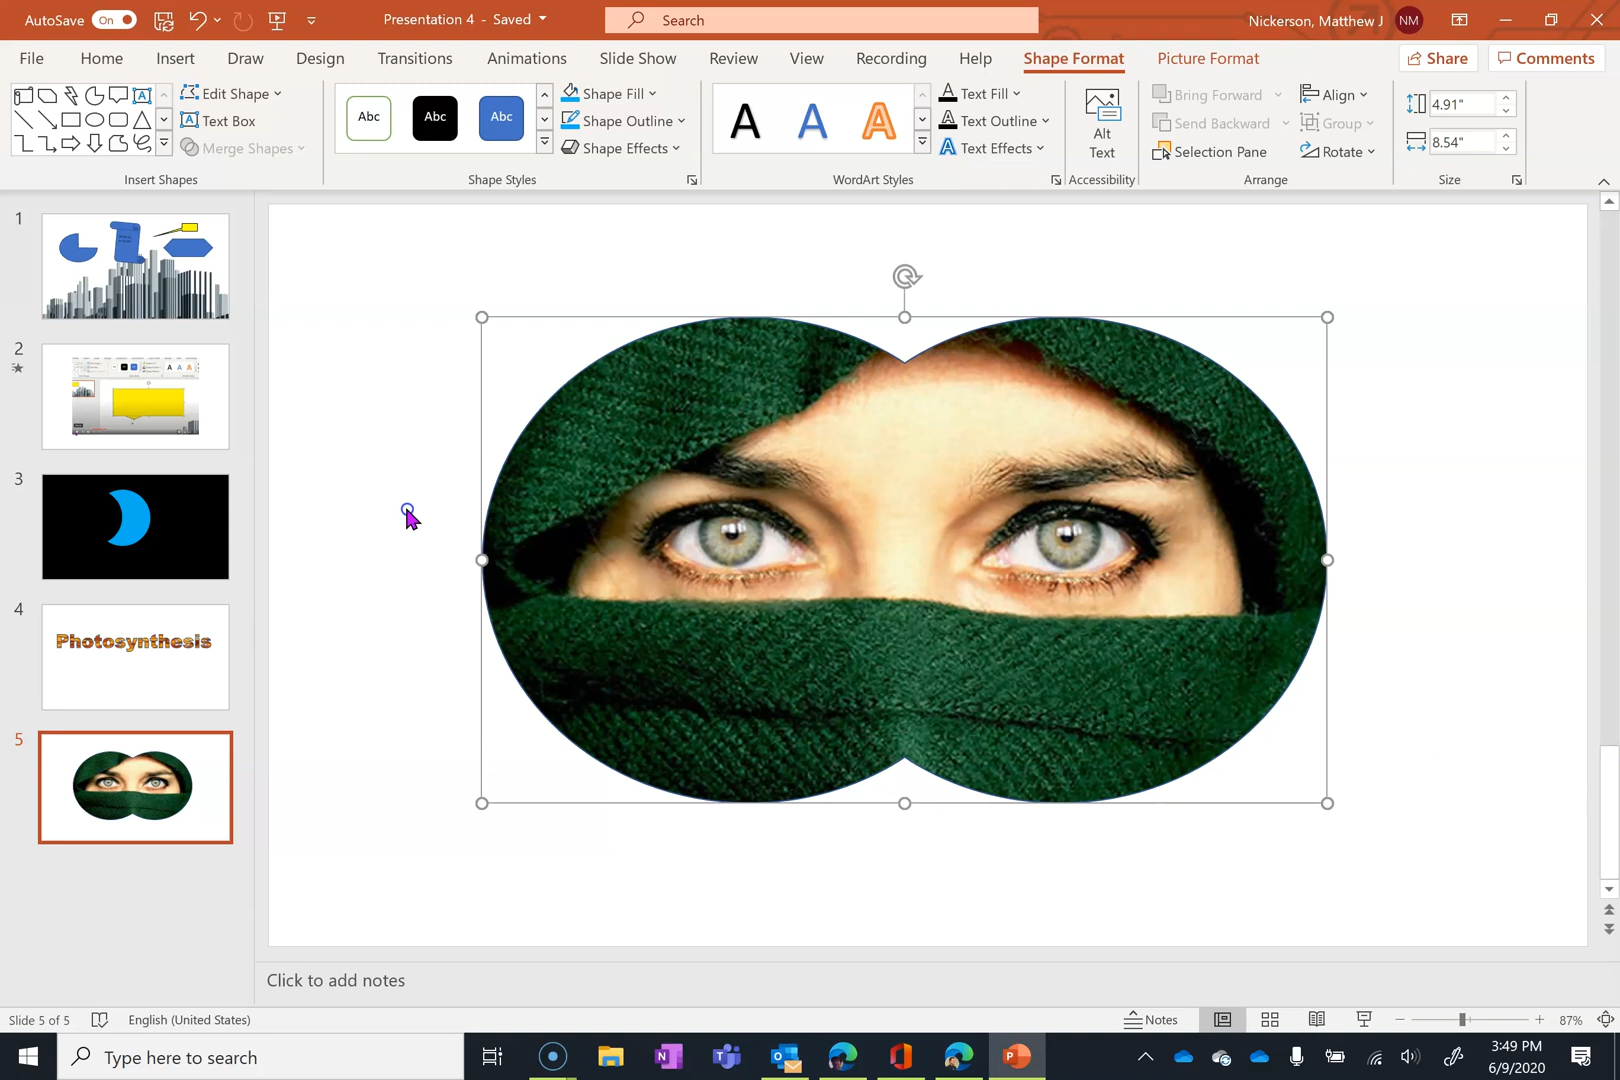 AutoSave On Presentation 4 - Saved Search Nickerson, Matthew J NM
File Home Insert Draw Design Transitions Animations Slide Show Review View Recording Help Shape Format Picture Format Share Comments
Edit Shape
Text Box
Merge Shapes
Insert Shapes
Abc Abc Abc
Shape Fill
Shape Outline
Shape Effects
Shape Styles
A A A
Text Fill
Text Outline
Text Effects
WordArt Styles
Alt
Text
Accessibility
Bring Forward
Send Backward
Selection Pane
Align
Group
Rotate
Arrange
4.91"
8.54"
Size
1
2
3
4
Photosynthesis
5
Click to add notes
Slide 5 of 5 English (United States) Notes 87%
Type here to search
3:49 PM
6/9/2020